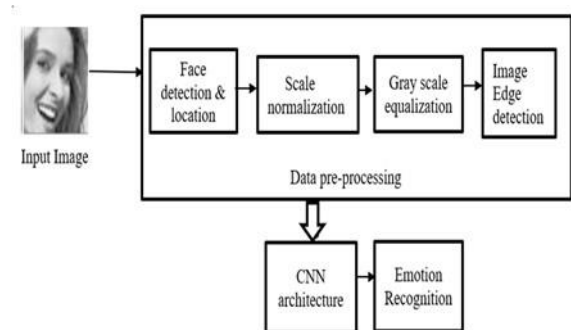 Face
detection &
location
Scale
normalization
Gray scale
equalization
Image
Edge
detection
Input Image
Data pre-processing
CNN
architecture
Emotion
Recognition